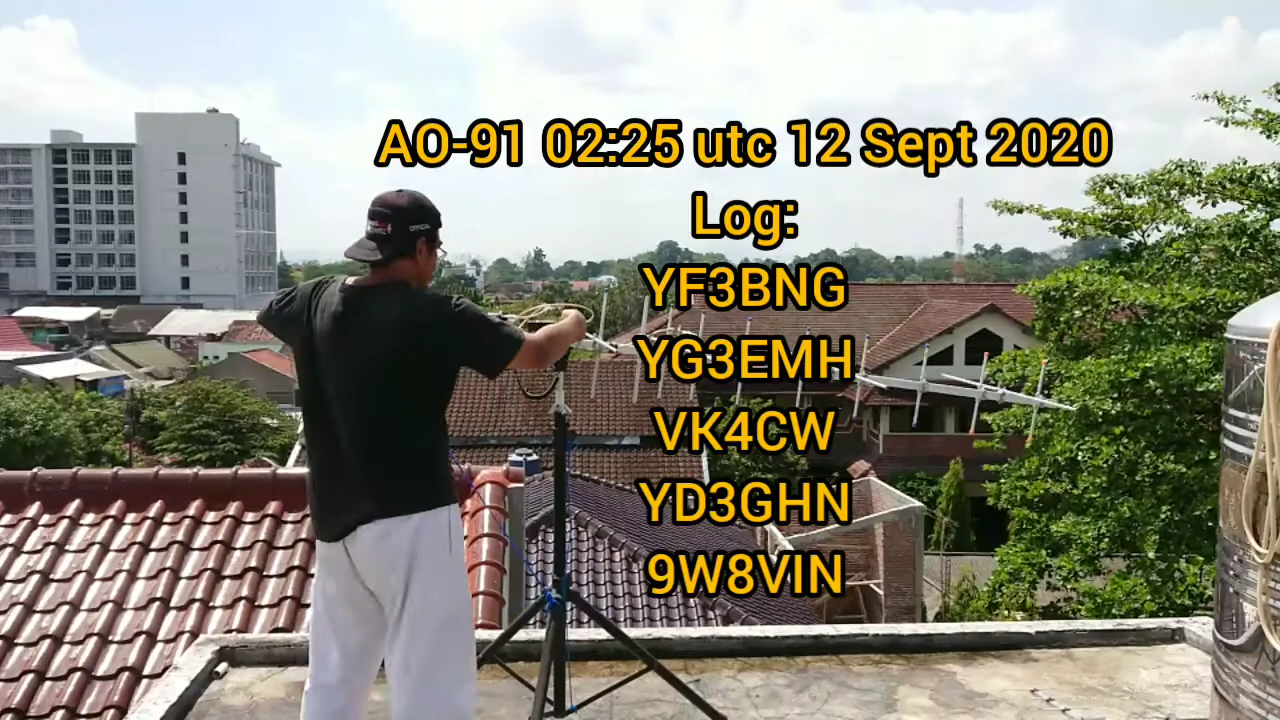 AO-91 02:25 utc 12 Sept 2020
Log:
YF3BNG
YG3EMH
VK4CW
YD3GHN
9W8VIN